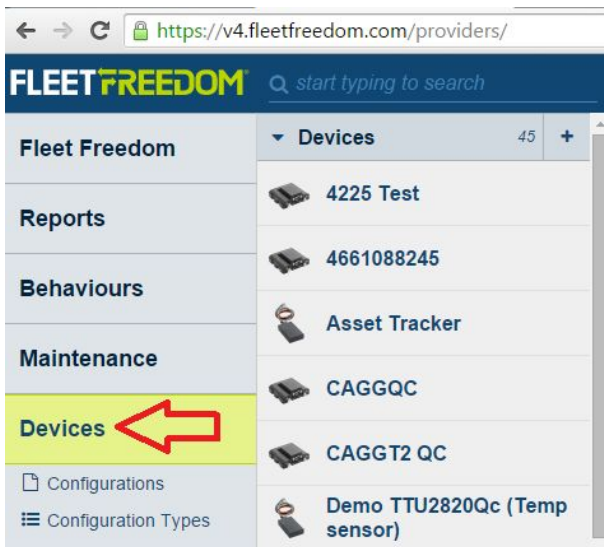 https://v4.fleetfreedom.com/providers/
FLEETFREEDOM
start typing to search
Fleet Freedom
Reports
Behaviours
Maintenance
Devices
Configurations
Configuration Types
Devices 45 +
4225 Test
4661088245
Asset Tracker
CAGGQC
CAGGT2 QC
Demo TTU2820Qc (Temp
sensor)